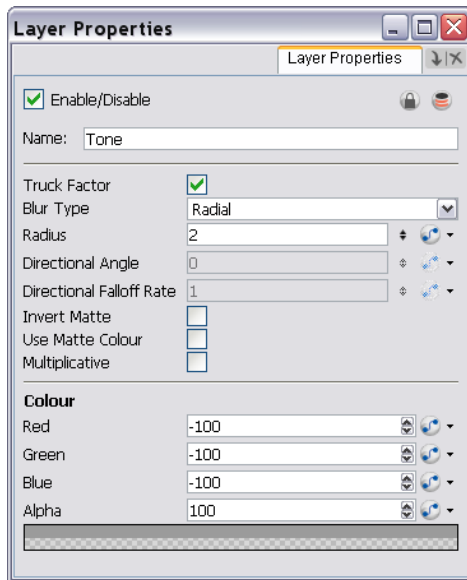 Layer Properties
Layer Properties
Enable/Disable
Name: Tone
Truck Factor
Blur Type Radial
Radius 2
Directional Angle 0
Directional Falloff Rate 1
Invert Matte
Use Matte Colour
Multiplicative
Colour
Red -100
Green -100
Blue -100
Alpha 100